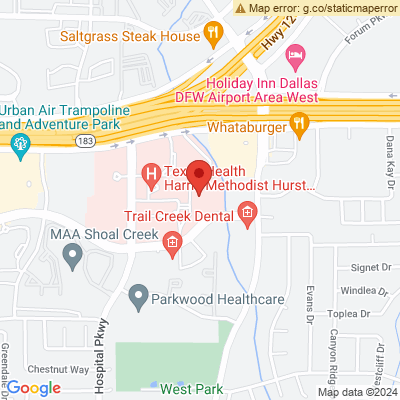 Map error: g.co/staticmaperror
Saltgrass Steak House
Hwy 12
Forum Pkwy
Holiday Inn Dallas
DFW Airport Area West
Urban Air Trampoline
and Adventure Park
183
Whataburger
Dana Kay Dr
H
Texas Health
Harris Methodist Hurst...
Trail Creek Dental
MAA Shoal Creek
Signet Dr
Windlea Dr
Evans Dr
Toplea Dr
Parkwood Healthcare
Hospital Pkwy
Canyon Ridg
estcliff Dr
Greendale Dr
Chestnut Way
West Park
Google
Map data ©2024